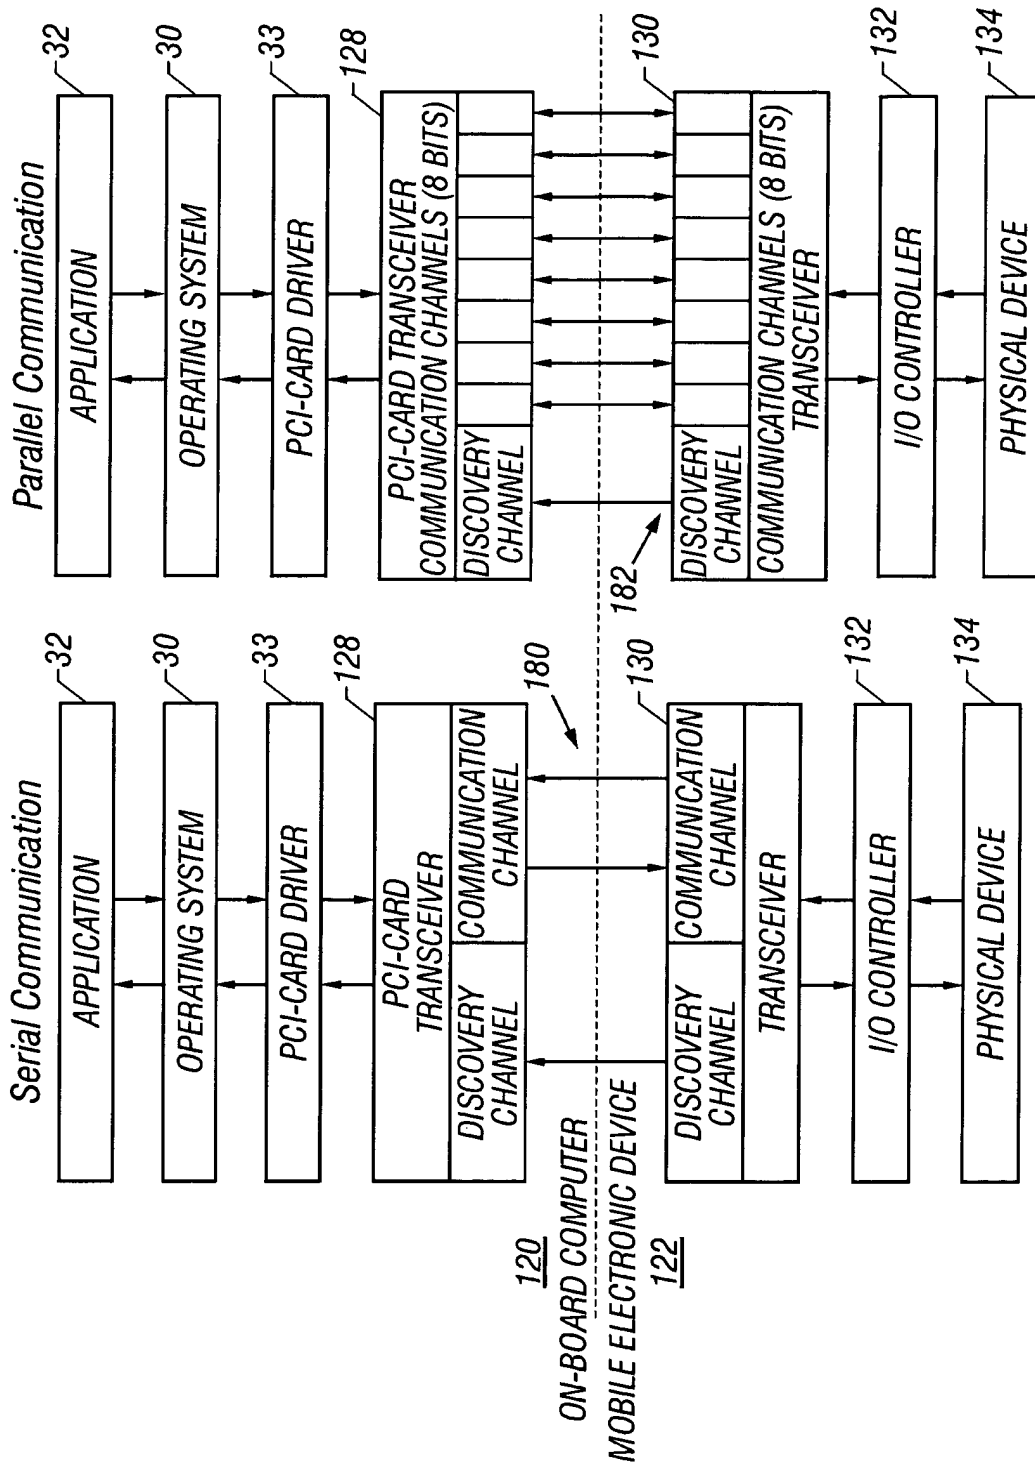 Serial Communication
APPLICATION
32
OPERATING SYSTEM
30
PCI-CARD DRIVER
33
PCI-CARD
TRANSCEIVER
128
DISCOVERY
CHANNEL
COMMUNICATION
CHANNEL
180
120
ON-BOARD COMPUTER
MOBILE ELECTRONIC DEVICE
122
DISCOVERY
CHANNEL
COMMUNICATION
CHANNEL
130
TRANSCEIVER
I/O CONTROLLER
132
PHYSICAL DEVICE
134
Parallel Communication
APPLICATION
32
OPERATING SYSTEM
30
PCI-CARD DRIVER
33
PCI-CARD TRANSCEIVER
COMMUNICATION CHANNELS (8 BITS)
128
DISCOVERY
CHANNEL
182
DISCOVERY
CHANNEL
130
COMMUNICATION CHANNELS (8 BITS)
TRANSCEIVER
I/O CONTROLLER
132
PHYSICAL DEVICE
134